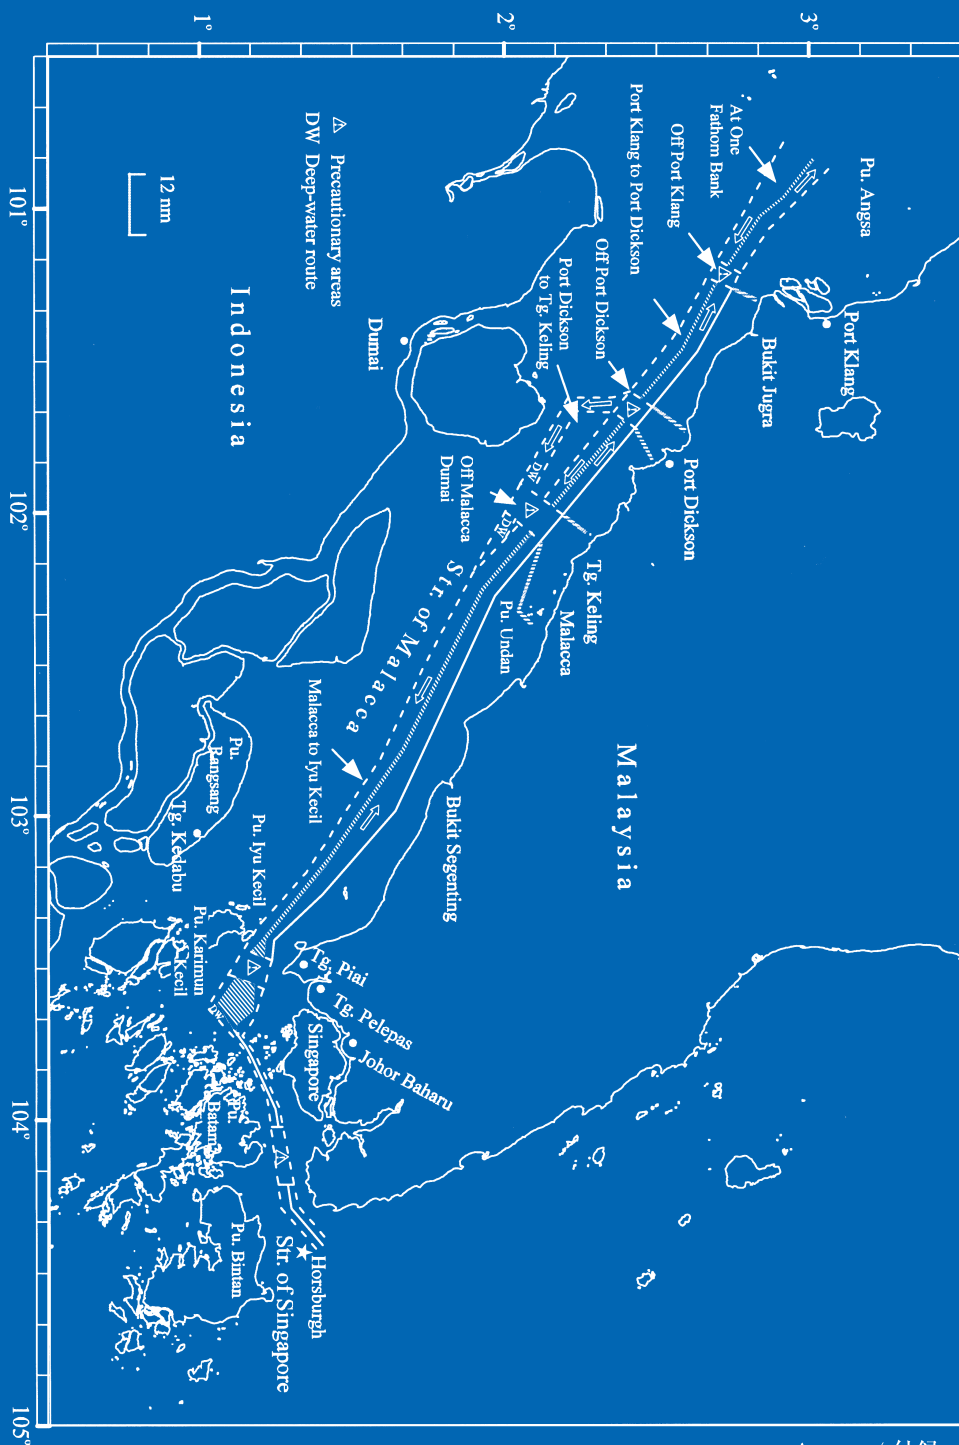 1°
2°
3°
Pu. Angsa
At One
Fathom Bank
Off Port Klang
Port Klang to Port Dickson
Off Port Dickson
Port Dickson
to Tg. Keling
Port Klang
Bukit Jugra
Port Dickson
Tg. Keling
Malacca
Pu. Undan
Off Malacca
Dumai
DW
DW
Str. of Malacca
Malaysia
Indonesia
Dumai
Precautionary areas
DW Deep-water route
12 nm
101°
102°
103°
104°
105°
Malacca to Iyu Kecil
Bukit Segenting
Pu.
Rangsang
Tg. Kedabu
Pu. Iyu Kecil
Pu. Karimun
Kecil
DW
Tg. Piai
Tg. Pelepas
Johor Baharu
Singapore
Pu.
Batam
Pu. Bintan
Horsburgh
Str. of Singapore